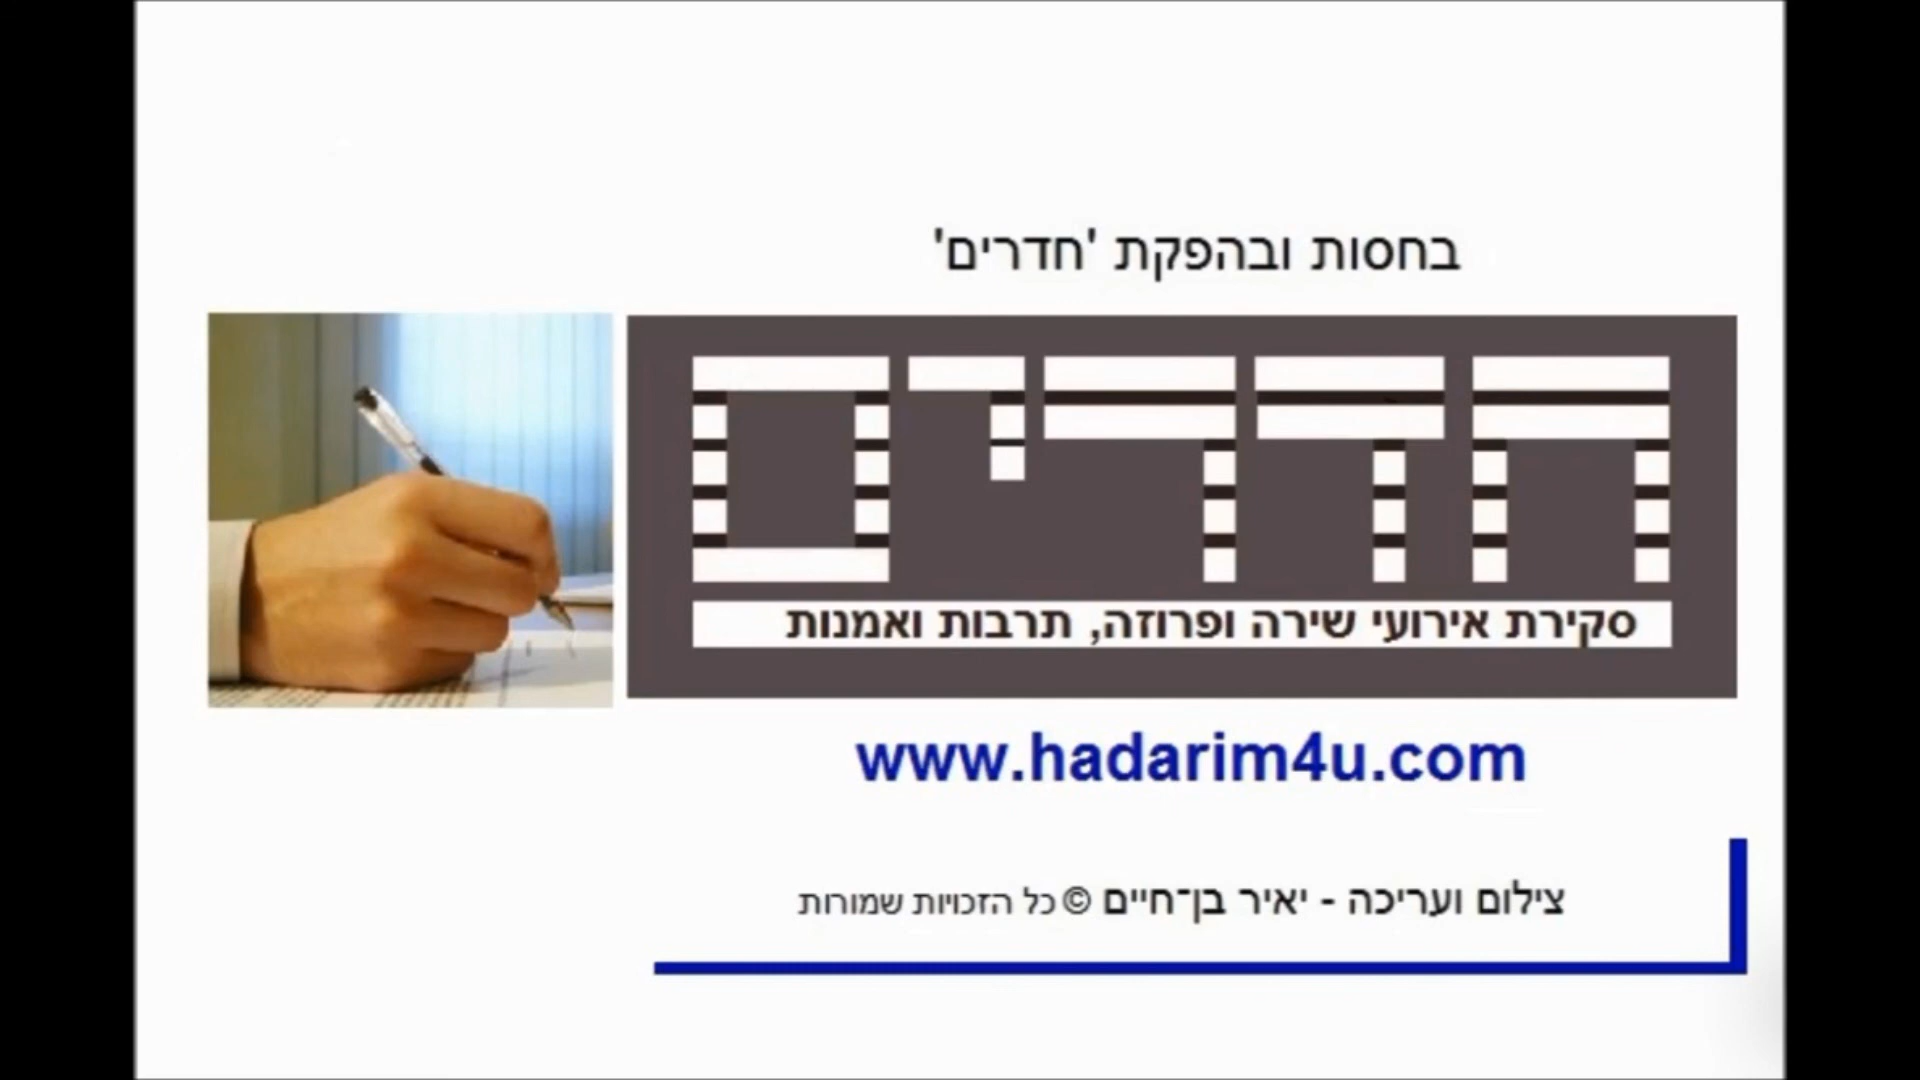 בחסות ובהפקת 'חדרים'
חדרים
סקירת אירועי שירה ופרוזה, תרבות ואמנות
www.hadarim4u.com
צילום ועריכה - יאיר בן־חיים © כל הזכויות שמורות